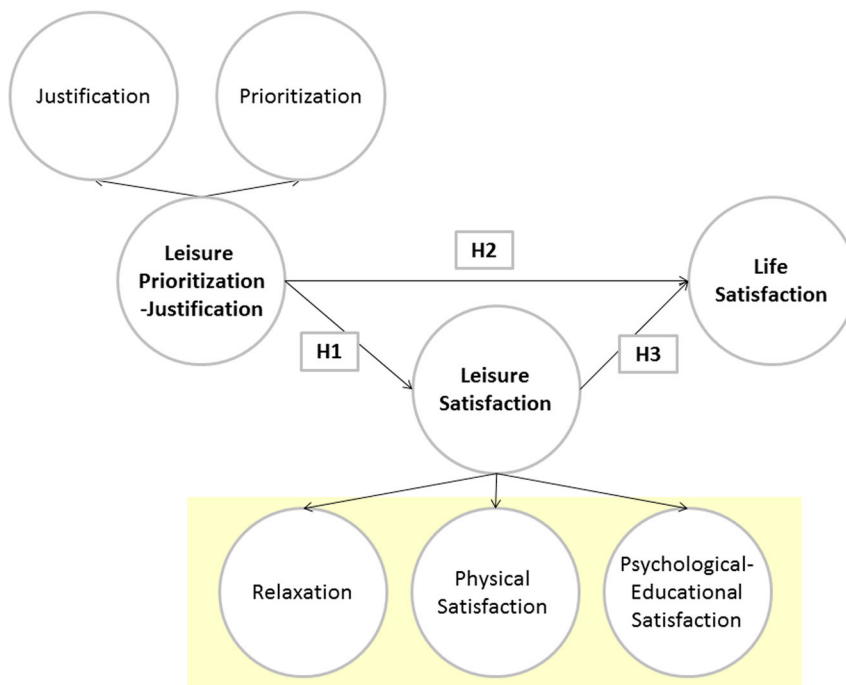 Justification
Prioritization
Leisure
Prioritization
-Justification
H2
Life
Satisfaction
H1
H3
Leisure
Satisfaction
Relaxation
Physical
Satisfaction
Psychological-
Educational
Satisfaction